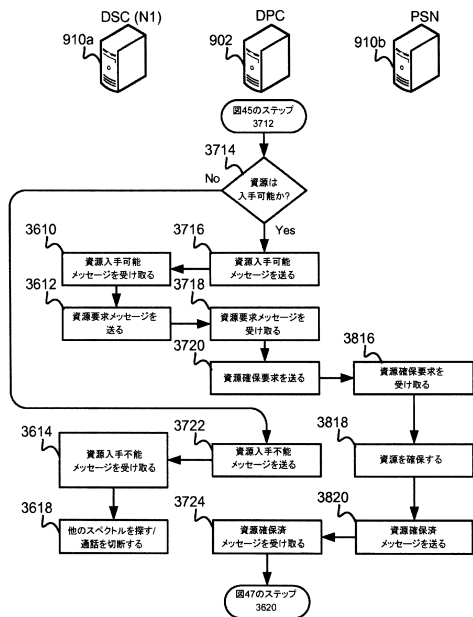 DSC (N1)
DPC
PSN
910a
902
910b
図45のステップ
3712
3714
資源は
入手可能か?
No
Yes
3610
資源入手可能
メッセージを受け取る
3716
資源入手可能
メッセージを送る
3612
資源要求メッセージを
送る
3718
資源要求メッセージを
受け取る
3720
資源確保要求を送る
3816
資源確保要求を
受け取る
3818
資源を確保する
3614
資源入手不能
メッセージを受け取る
3722
資源入手不能
メッセージを送る
3618
他のスペクトルを探す/
通話を切断する
3724
資源確保済
メッセージを受け取る
3820
資源確保済
メッセージを送る
図47のステップ
3620